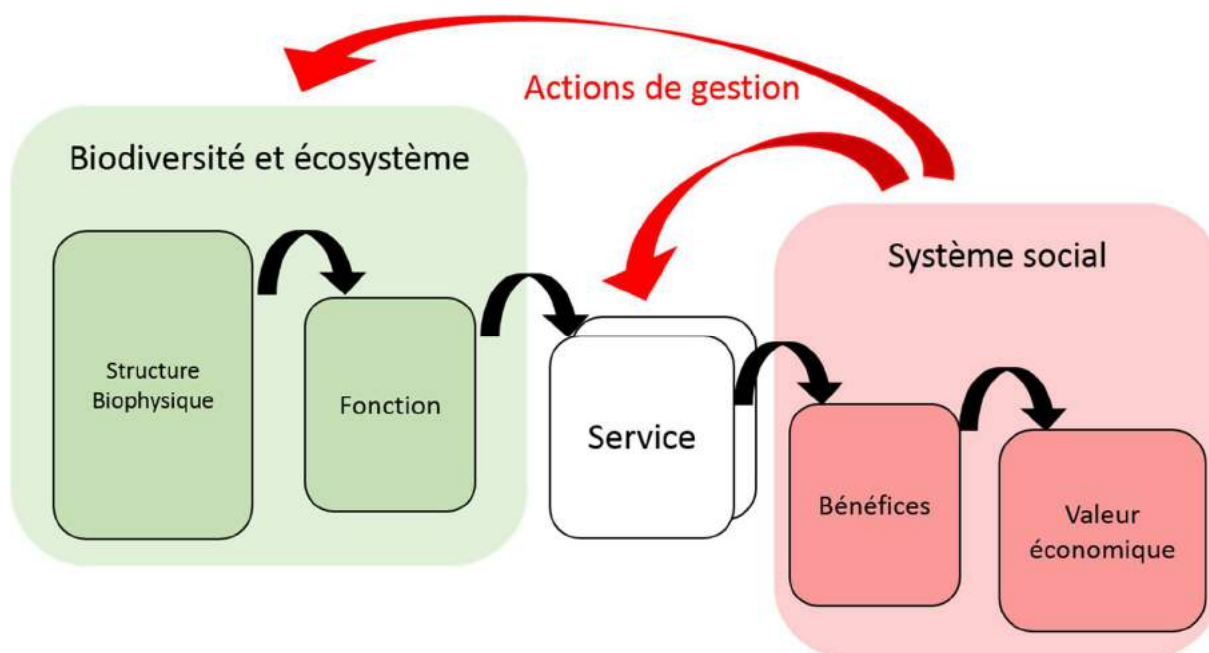 Actions de gestion
Biodiversité et écosystème
Système social
Structure
Biophysique
Fonction
Service
Bénéfices
Valeur
économique